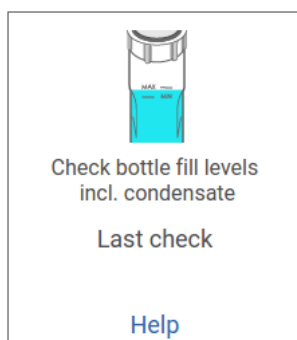 MAX
MIN
Check bottle fill levels
incl. condensate
Last check
Help